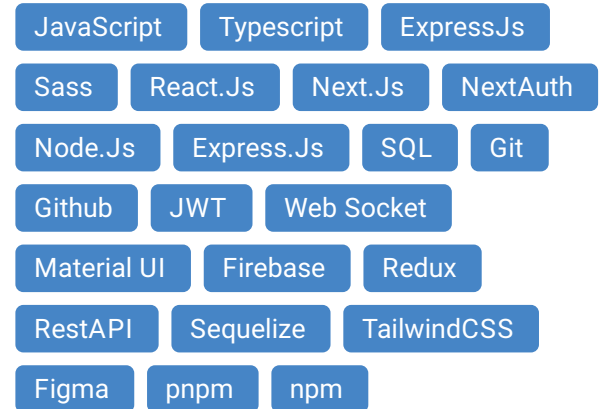 JavaScript Typescript ExpressJs
Sass React.Js Next.Js NextAuth
Node.Js Express.Js SQL Git
Github JWT Web Socket
Material UI Firebase Redux
RestAPI Sequelize TailwindCSS
Figma pnpm npm